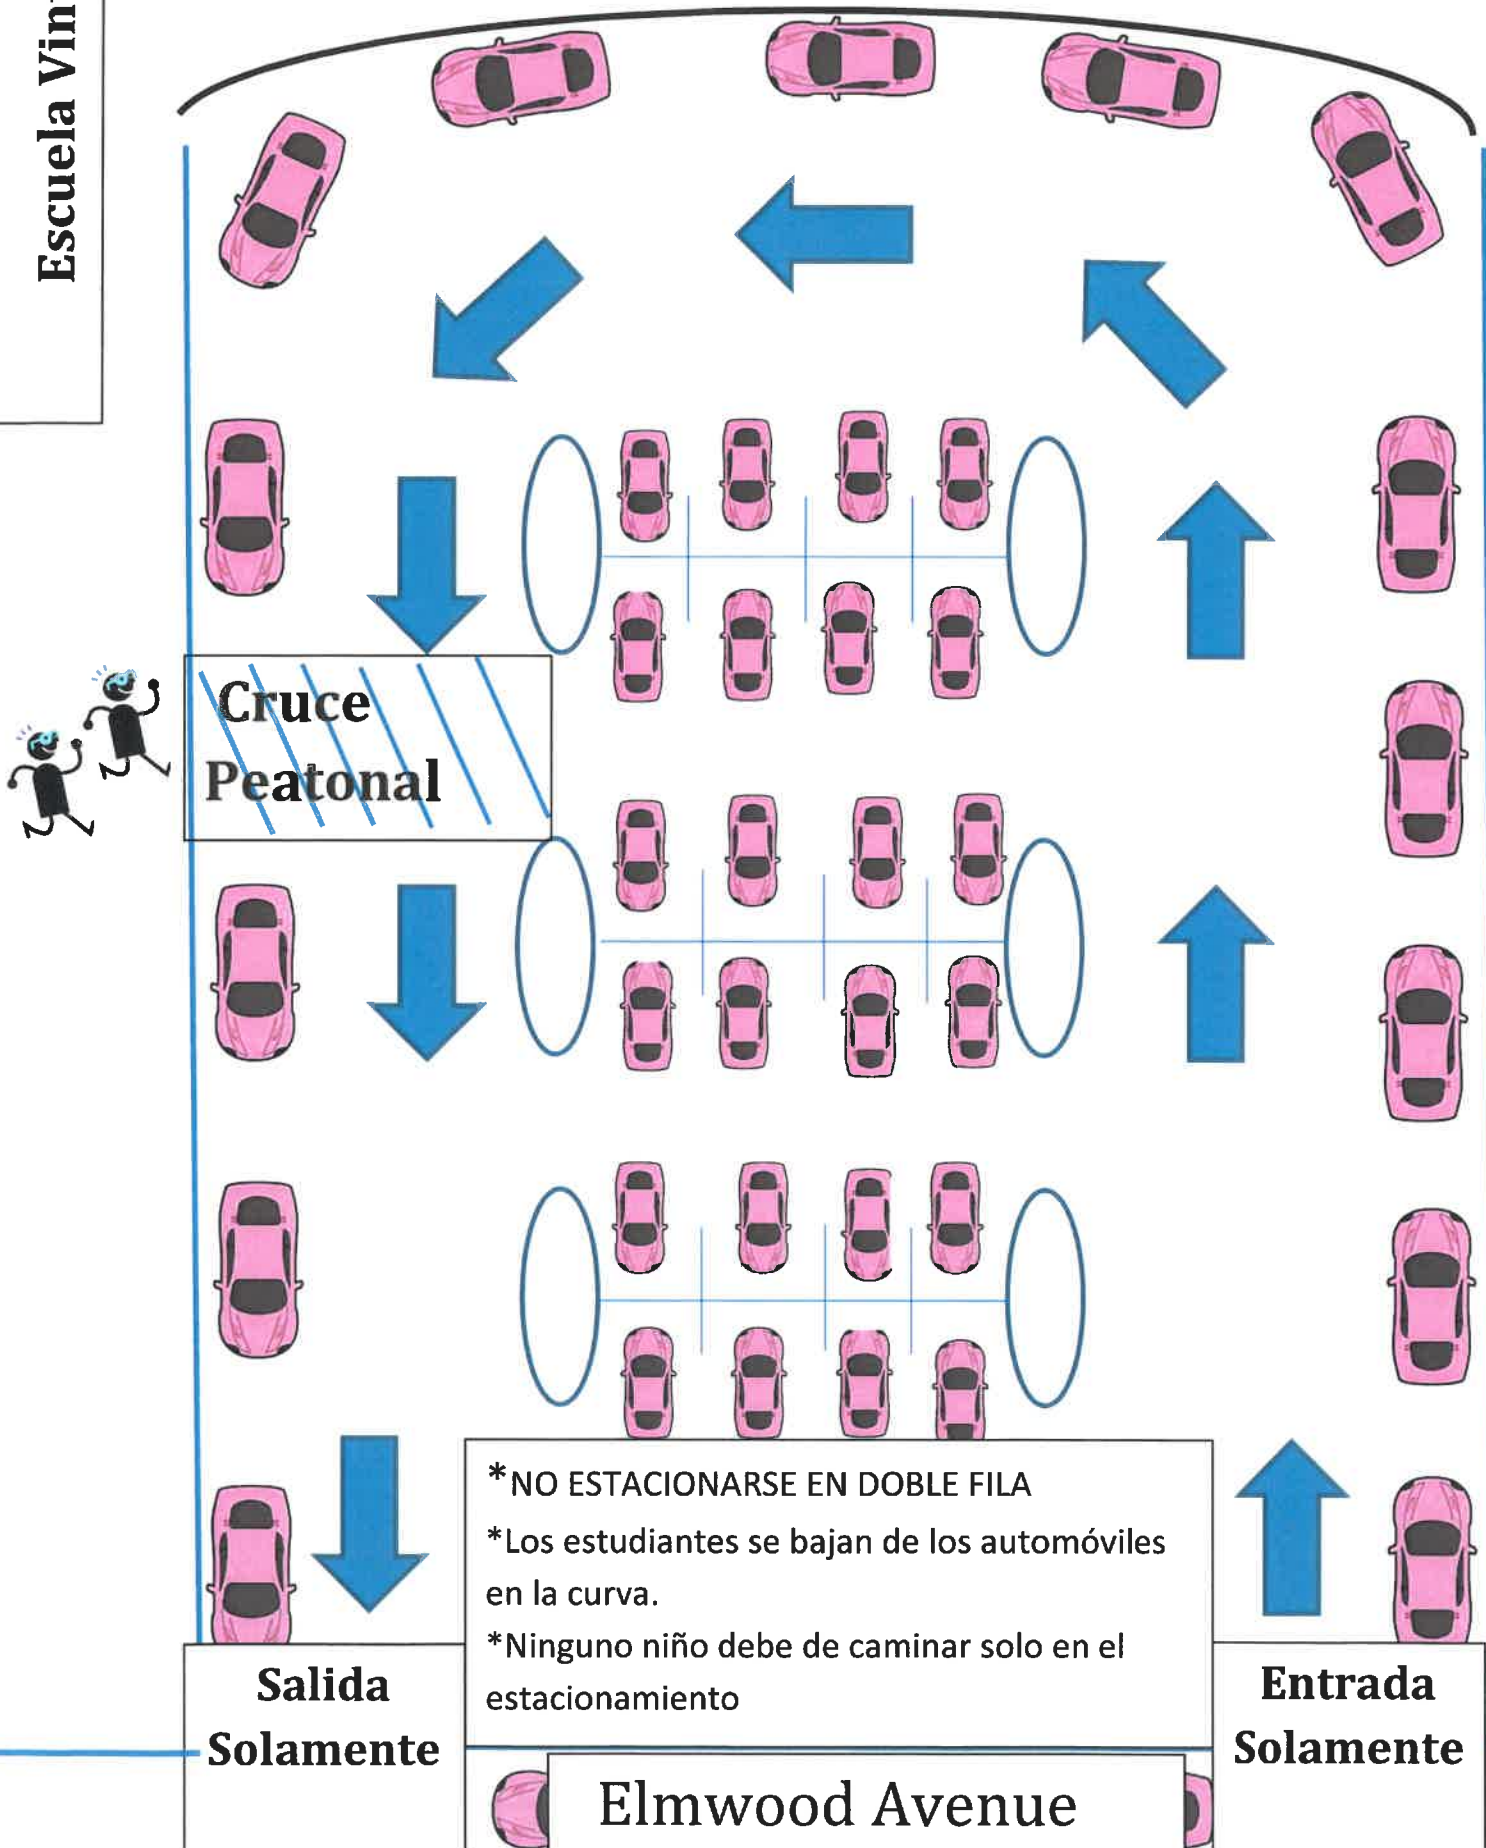 Escuela
Cruce
Peatonal
*NO ESTACIONARSE EN DOBLE FILA
*Los estudiantes se bajan de los automóviles
en la curva.
*Ninguno niño debe de caminar solo en el
estacionamiento
Salida
Solamente
Entrada
Solamente
Elmwood Avenue